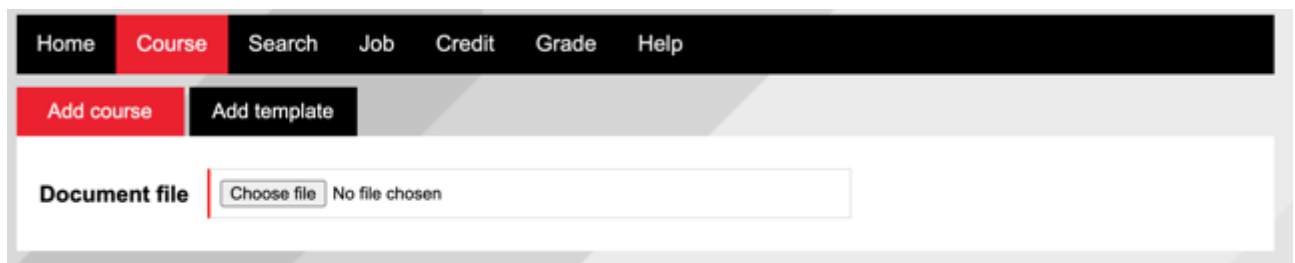 Home Course Search Job Credit Grade Help
Add course Add template
Document file Choose file No file chosen